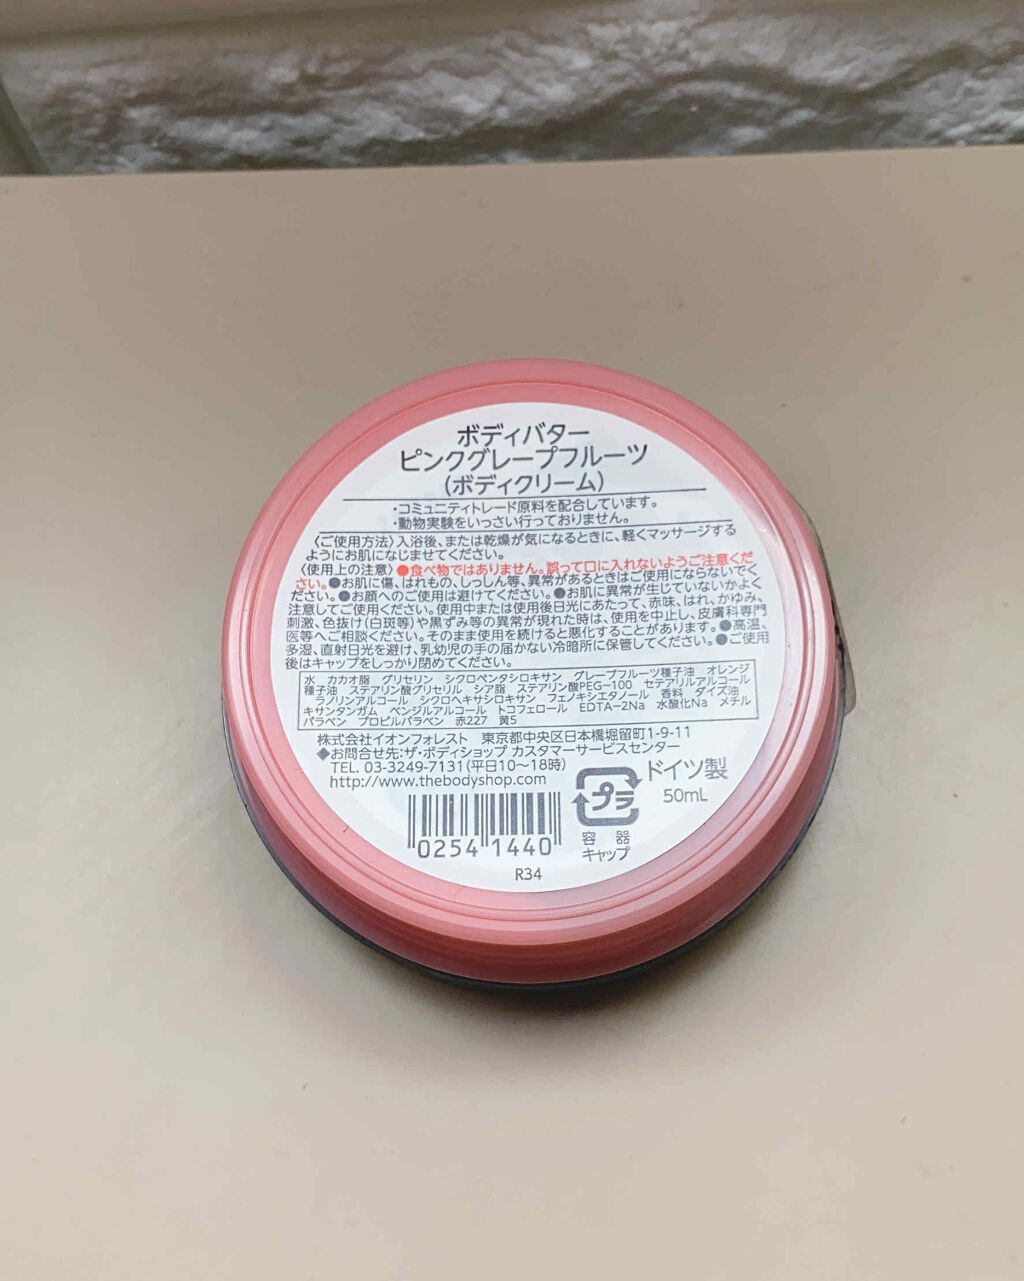 ボディバター
ピンクグレープフルーツ
(ボディクリーム)
・コミュニティトレード原料を配合しています。
・動物実験をいっさい行っておりません。
〈ご使用方法〉入浴後、または乾燥が気になるときに、軽くマッサージする
ようにお肌になじませてください。
〈使用上の注意〉●食べ物ではありません。誤って口に入れないようご注意くだ
さい。●お肌に傷、はれもの、しっしん等、異常があるときはご使用にならないでく
ださい。●お顔へのご使用は避けてください。●お肌に異常が生じていないかよく
注意してご使用ください。使用中または使用後日光にあたって、赤味、はれ、かゆみ、
刺激、色抜け(白斑等)や黒ずみ等の異常が現れた時は、使用を中止し、皮膚科専門
医等へご相談ください。そのまま使用を続けると悪化することがあります。●高温、
多湿、直射日光を避け、乳幼児の手の届かない冷暗所に保管してください。●ご使用
後はキャップをしっかり閉めてください。
水 カカオ脂 グリセリン シクロペンタシロキサン グレープフルーツ種子油 オレンジ
種子油 ステアリン酸グリセリル シア脂 ステアリン酸PEG-100 セテアリルアルコール
ラノリンアルコール シクロヘキサシロキサン フェノキシエタノール 香料 ダイズ油
キサンタンガム ベンジルアルコール トコフェロール EDTA-2Na 水酸化Na メチル
パラベン プロピルパラベン 赤227 黄5
株式会社イオンフォレスト 東京都中央区日本橋堀留町1-9-11
◆お問合せ先:ザ・ボディショップ カスタマーサービスセンター
TEL. 03-3249-7131(平日10～18時)
http://www.thebodyshop.com
ドイツ製
50mL
プラ
容器
キャップ
0254 1440
R34